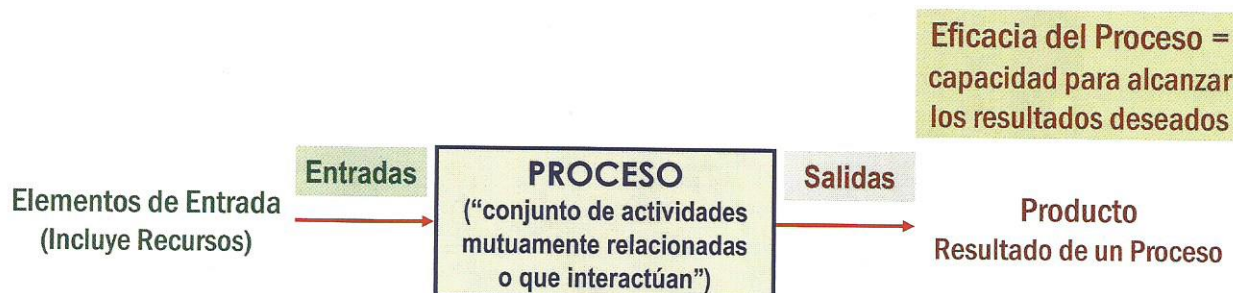 Eficacia del Proceso =
capacidad para alcanzar
los resultados deseados
Entradas
Elementos de Entrada
(Incluye Recursos)
PROCESO
(“conjunto de actividades
mutuamente relacionadas
o que interactúan”)
Salidas
Producto
Resultado de un Proceso